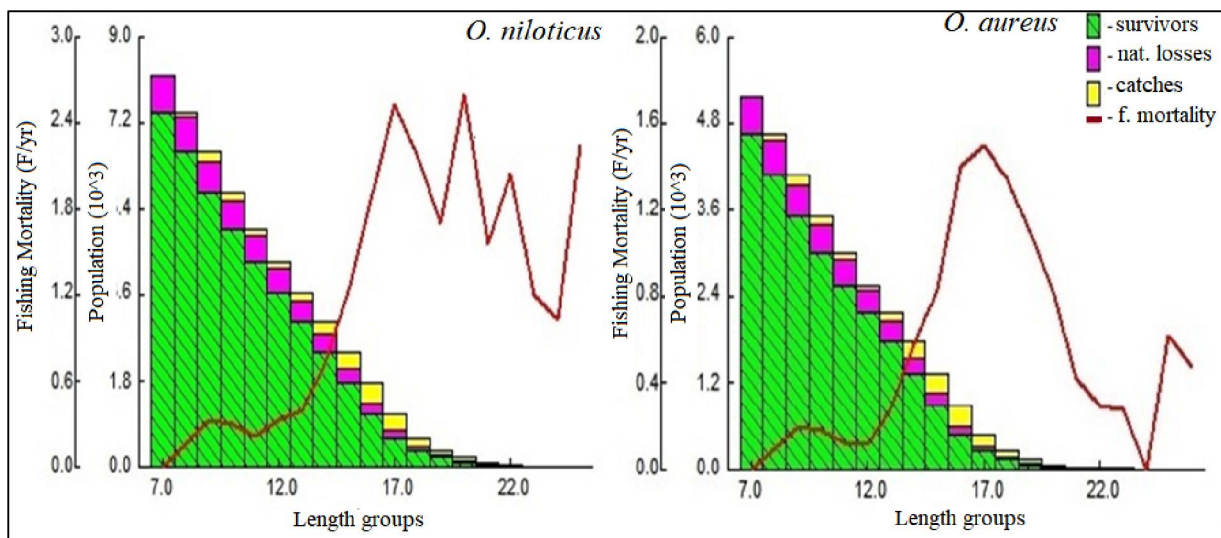 O. niloticus
Fishing Mortality (F/yr)
3.0
2.4
1.8
1.2
0.6
0.0
Population (10^3)
9.0
7.2
.4
.6
1.8
0.0
7.0
12.0
17.0
22.0
Length groups
O. aureus
Fishing Mortality (F/yr)
2.0
1.6
1.2
0.8
0.4
0.0
Population (10^3)
6.0
4.8
3.6
2.4
1.2
0.0
7.0
12.0
17.0
22.0
Length groups
- survivors
- nat. losses
- catches
- f. mortality